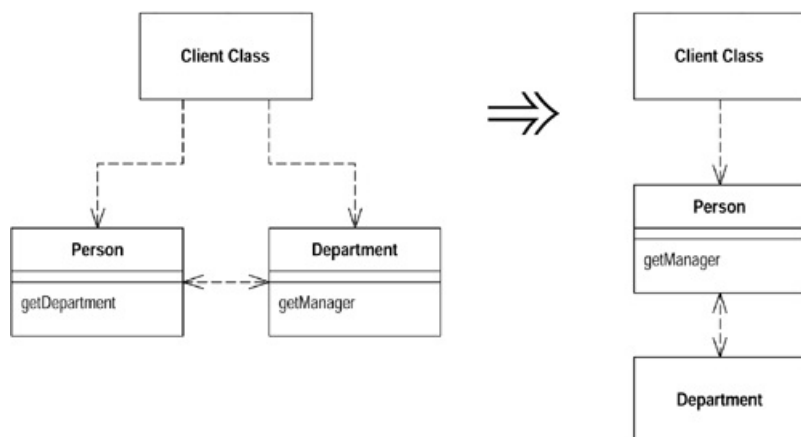 Client Class
Person
getDepartment
Department
getManager
Client Class
Person
getManager
Department